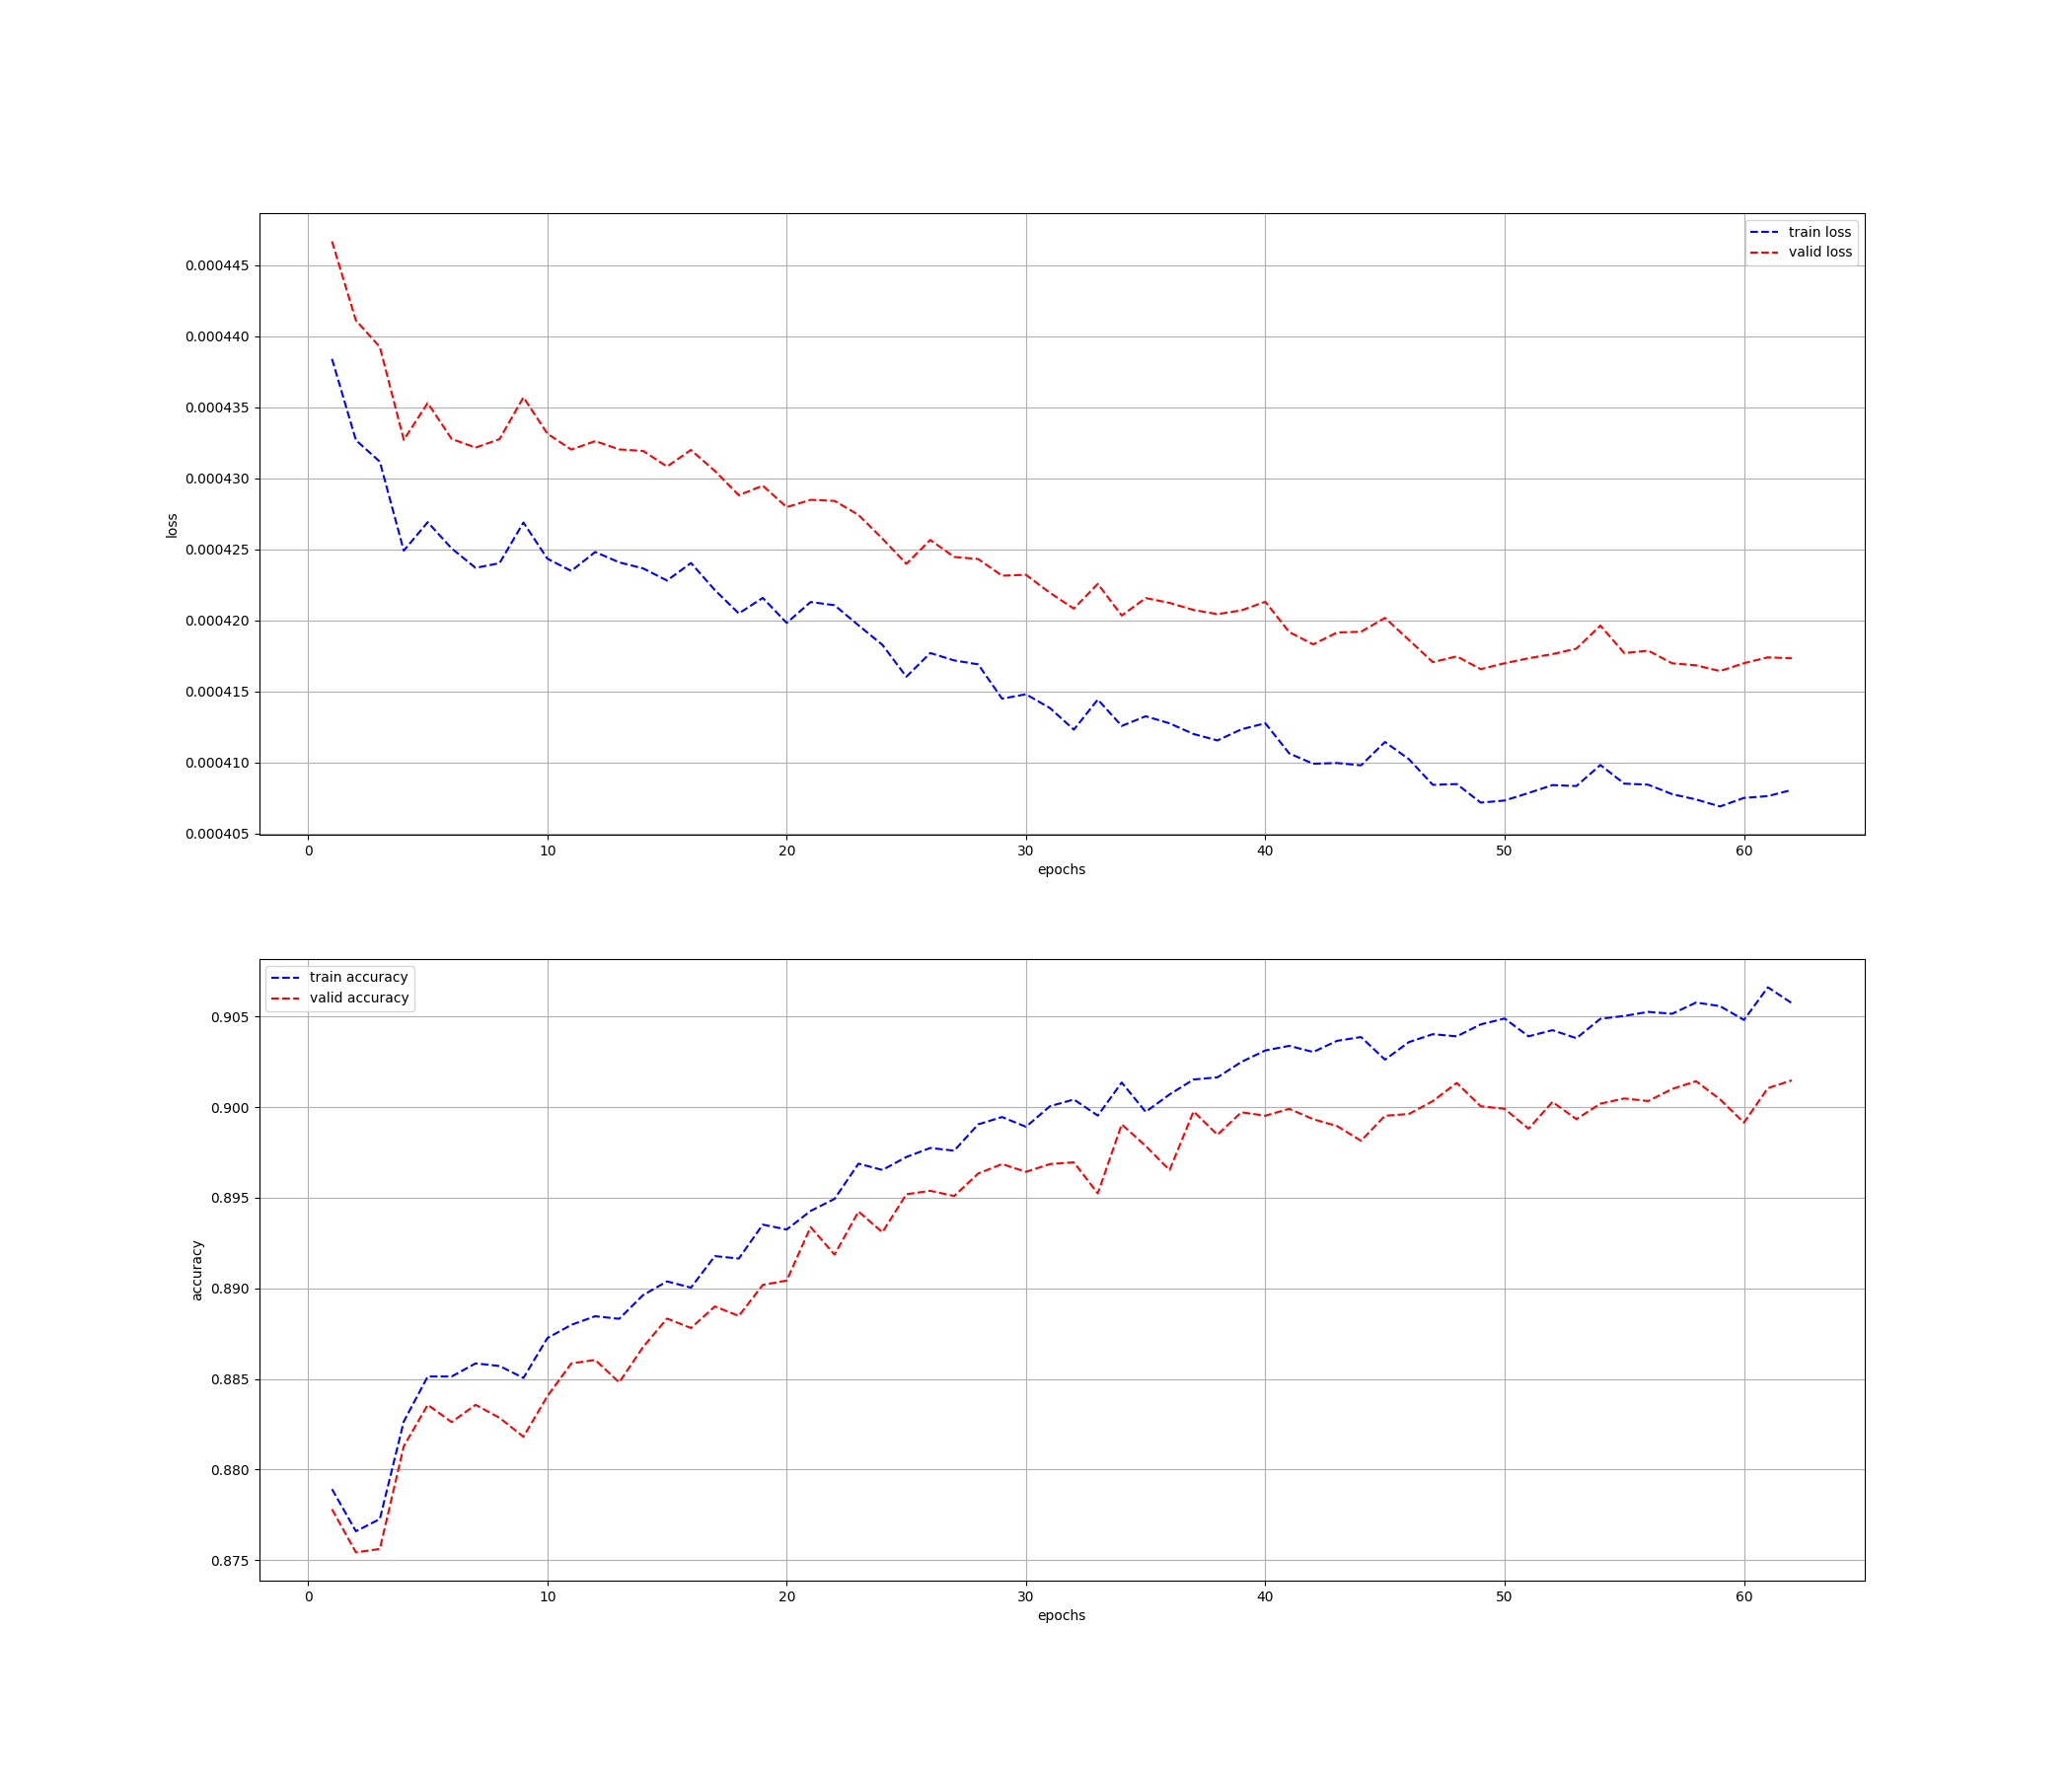 train loss
valid loss
0.000445
0.000440
0.000435
0.000430
0.000425
0.000420
0.000415
0.000410
0.000405
loss
0 10 20 30 40 50 60
epochs
train accuracy
valid accuracy
0.905
0.900
0.895
0.890
0.885
0.880
0.875
accuracy
0 10 20 30 40 50 60
epochs